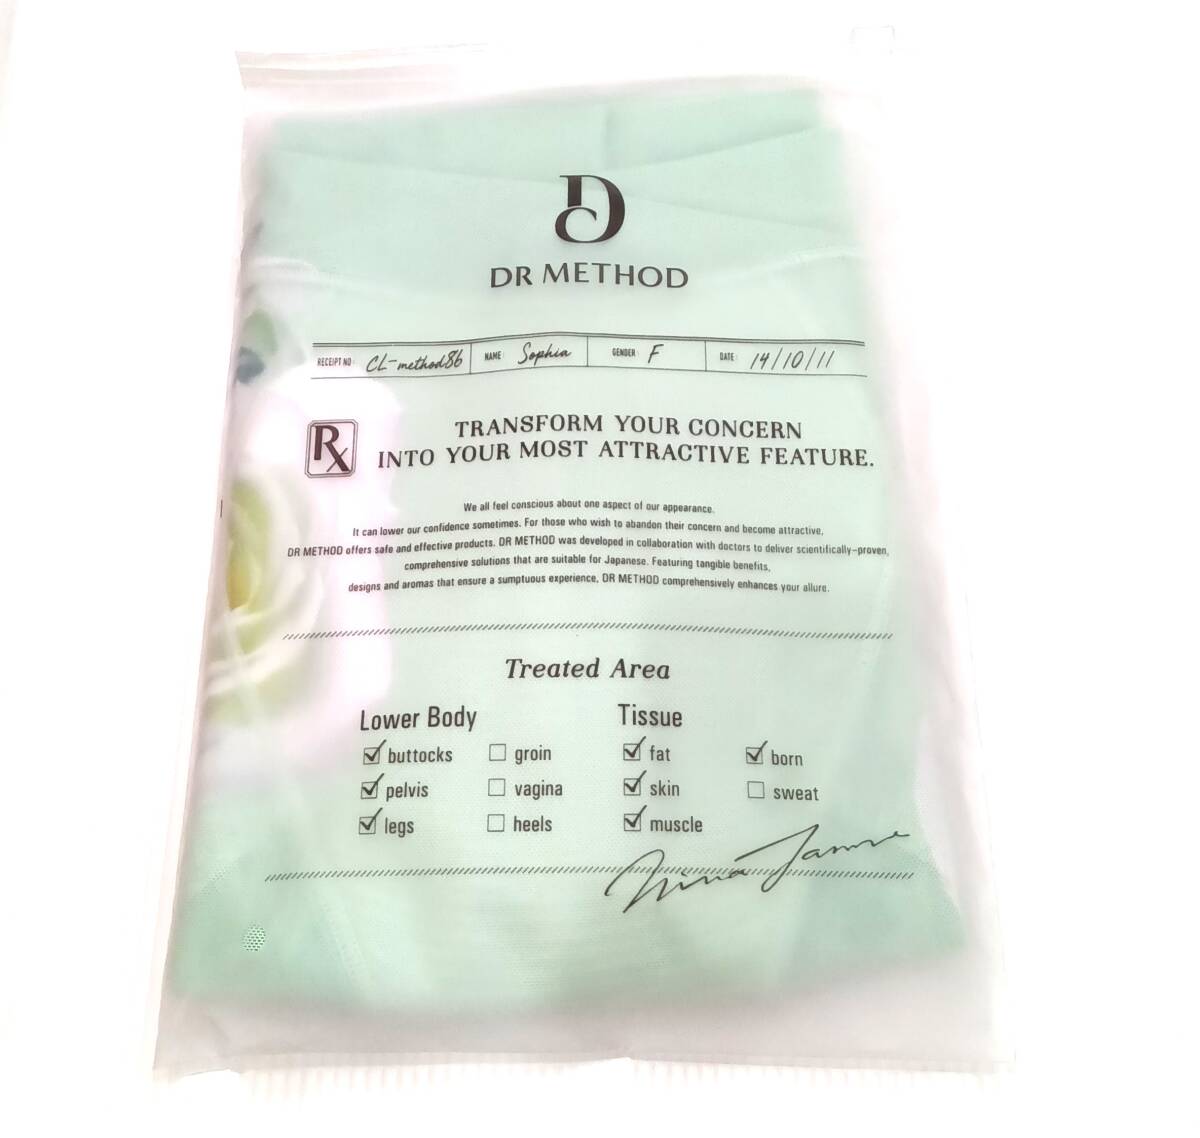 DC
DR METHOD
RECEIPT NO: CL-method86 NAME: Sophia GENDER: F DATE: 14/10/11
Rx TRANSFORM YOUR CONCERN
INTO YOUR MOST ATTRACTIVE FEATURE.
We all feel conscious about one aspect of our appearance.
It can lower our confidence sometimes. For those who wish to abandon their concern and become attractive,
DR METHOD offers safe and effective products. DR METHOD was developed in collaboration with doctors to deliver scientifically-proven,
comprehensive solutions that are suitable for Japanese. Featuring tangible benefits,
designs and aromas that ensure a sumptuous experience, DR METHOD comprehensively enhances your allure.
Treated Area
Lower Body Tissue
buttocks groin fat born
pelvis vagina skin sweat
legs heels muscle